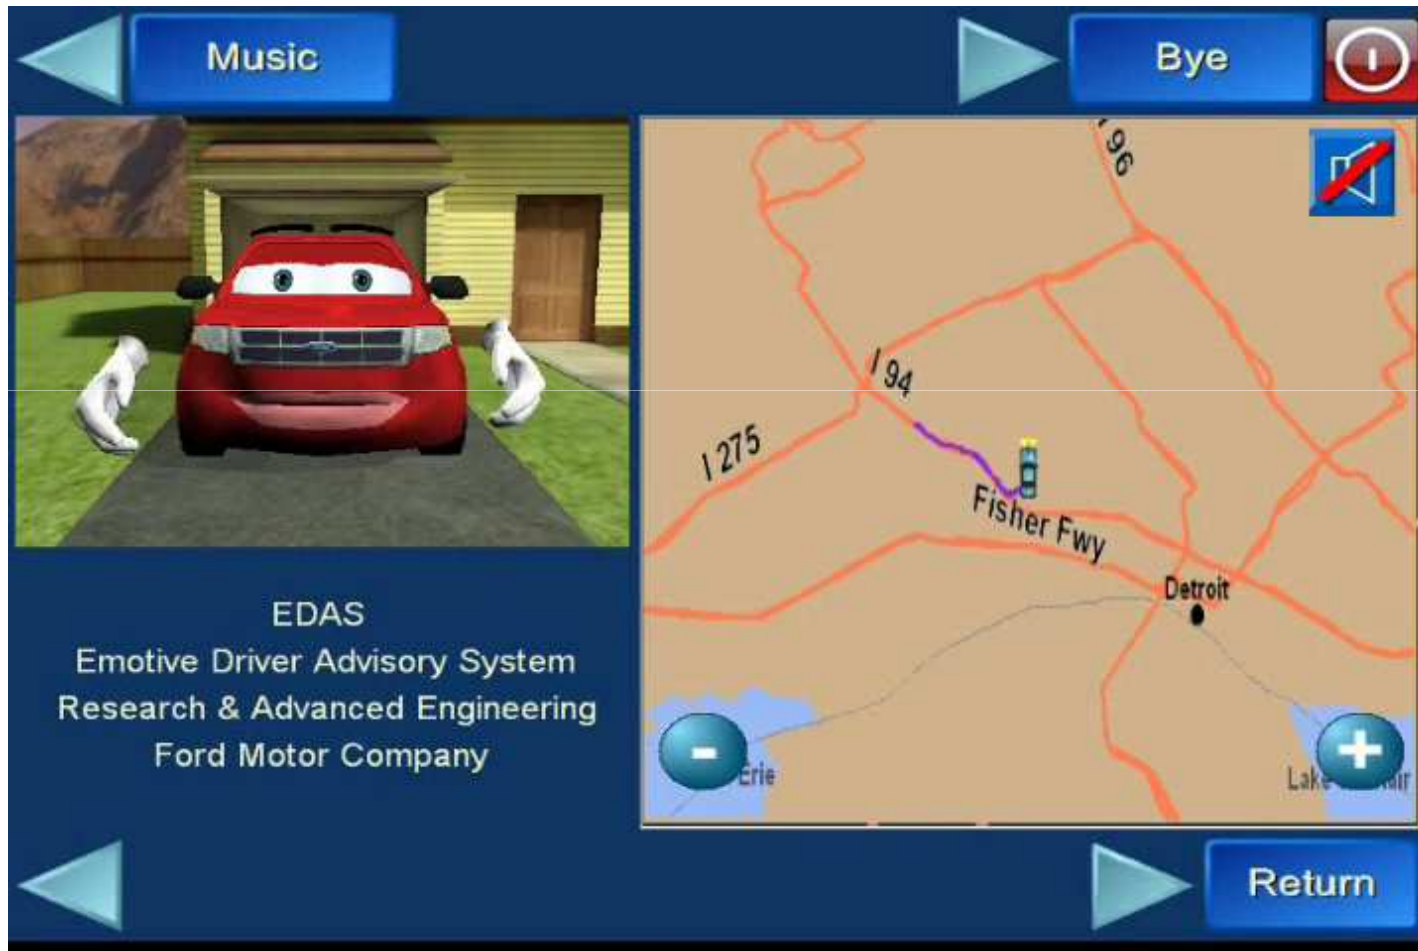 Music
Bye
96
I 94
I 275
Fisher Fwy
Detroit
Erie
Lake
EDAS
Emotive Driver Advisory System
Research & Advanced Engineering
Ford Motor Company
-
+
Return